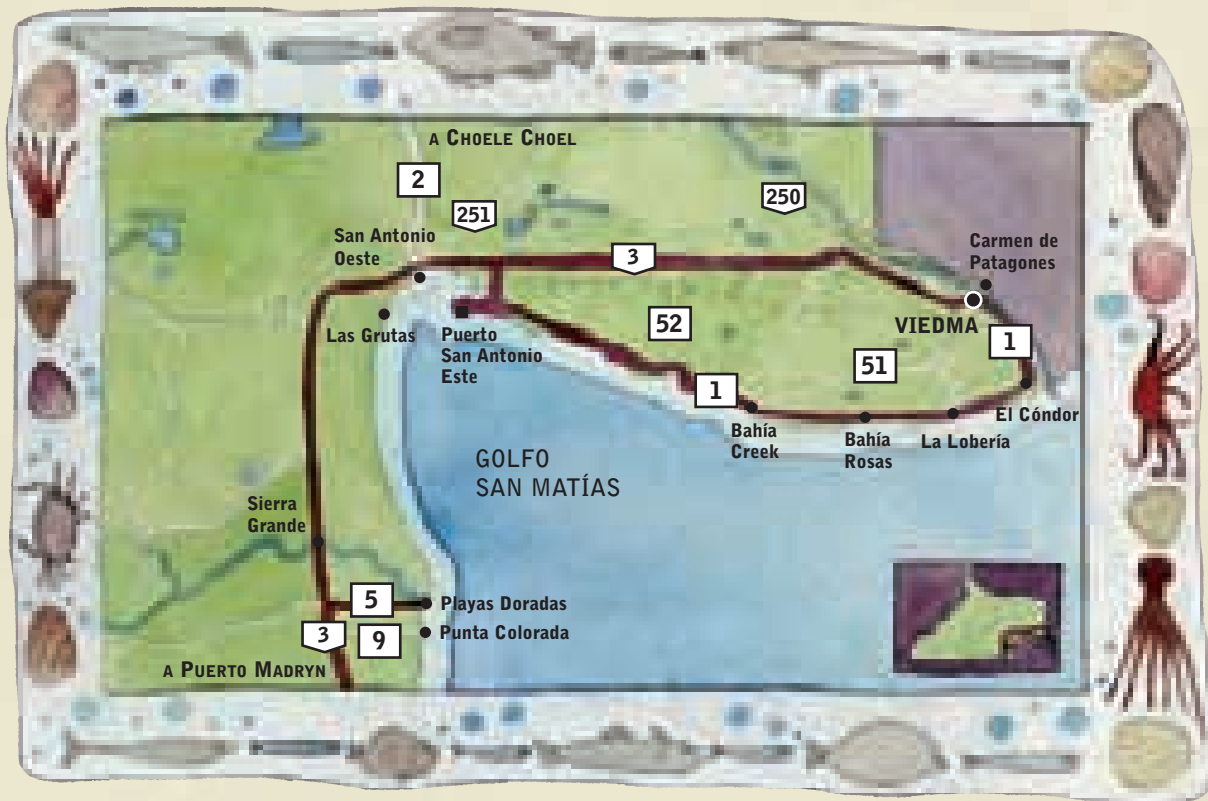 A CHOELE CHOEL
2
251
250
San Antonio
Oeste
3
Carmen de
Patagones
Las Grutas
Puerto
San Antonio
Este
52
VIEDMA
1
51
1
El Cóndor
Bahía
Creek
Bahía
Rosas
La Lobería
GOLFO
SAN MATÍAS
Sierra
Grande
5
Playas Doradas
3
9
Punta Colorada
A PUERTO MADRYN